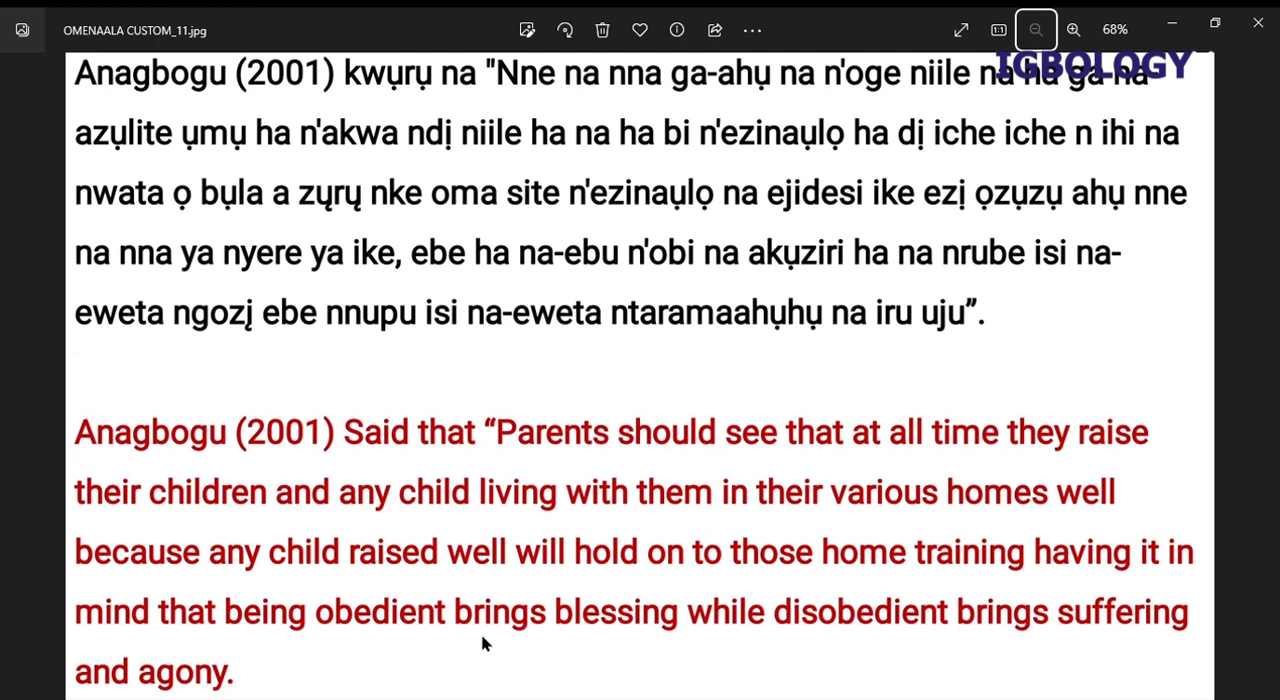 OMENAALA CUSTOM_11.jpg
68%
IGBOLOGY
Anagbogu (2001) kwụrụ na "Nne na nna ga-ahụ na n'oge niile na ha ga-na
azụlite ụmụ ha n'akwa ndị niile ha na ha bi n'ezinaụlọ ha dị iche iche n ihi na
nwata ọ bụla a zụrụ nke oma site n'ezinaụlọ na ejidesi ike ezị ọzụzụ ahụ nne
na nna ya nyere ya ike, ebe ha na-ebu n'obi na akụziri ha na nrube isi na-
eweta ngozị ebe nnupu isi na-eweta ntaramaahụhụ na iru uju”.
Anagbogu (2001) Said that “Parents should see that at all time they raise
their children and any child living with them in their various homes well
because any child raised well will hold on to those home training having it in
mind that being obedient brings blessing while disobedient brings suffering
and agony.